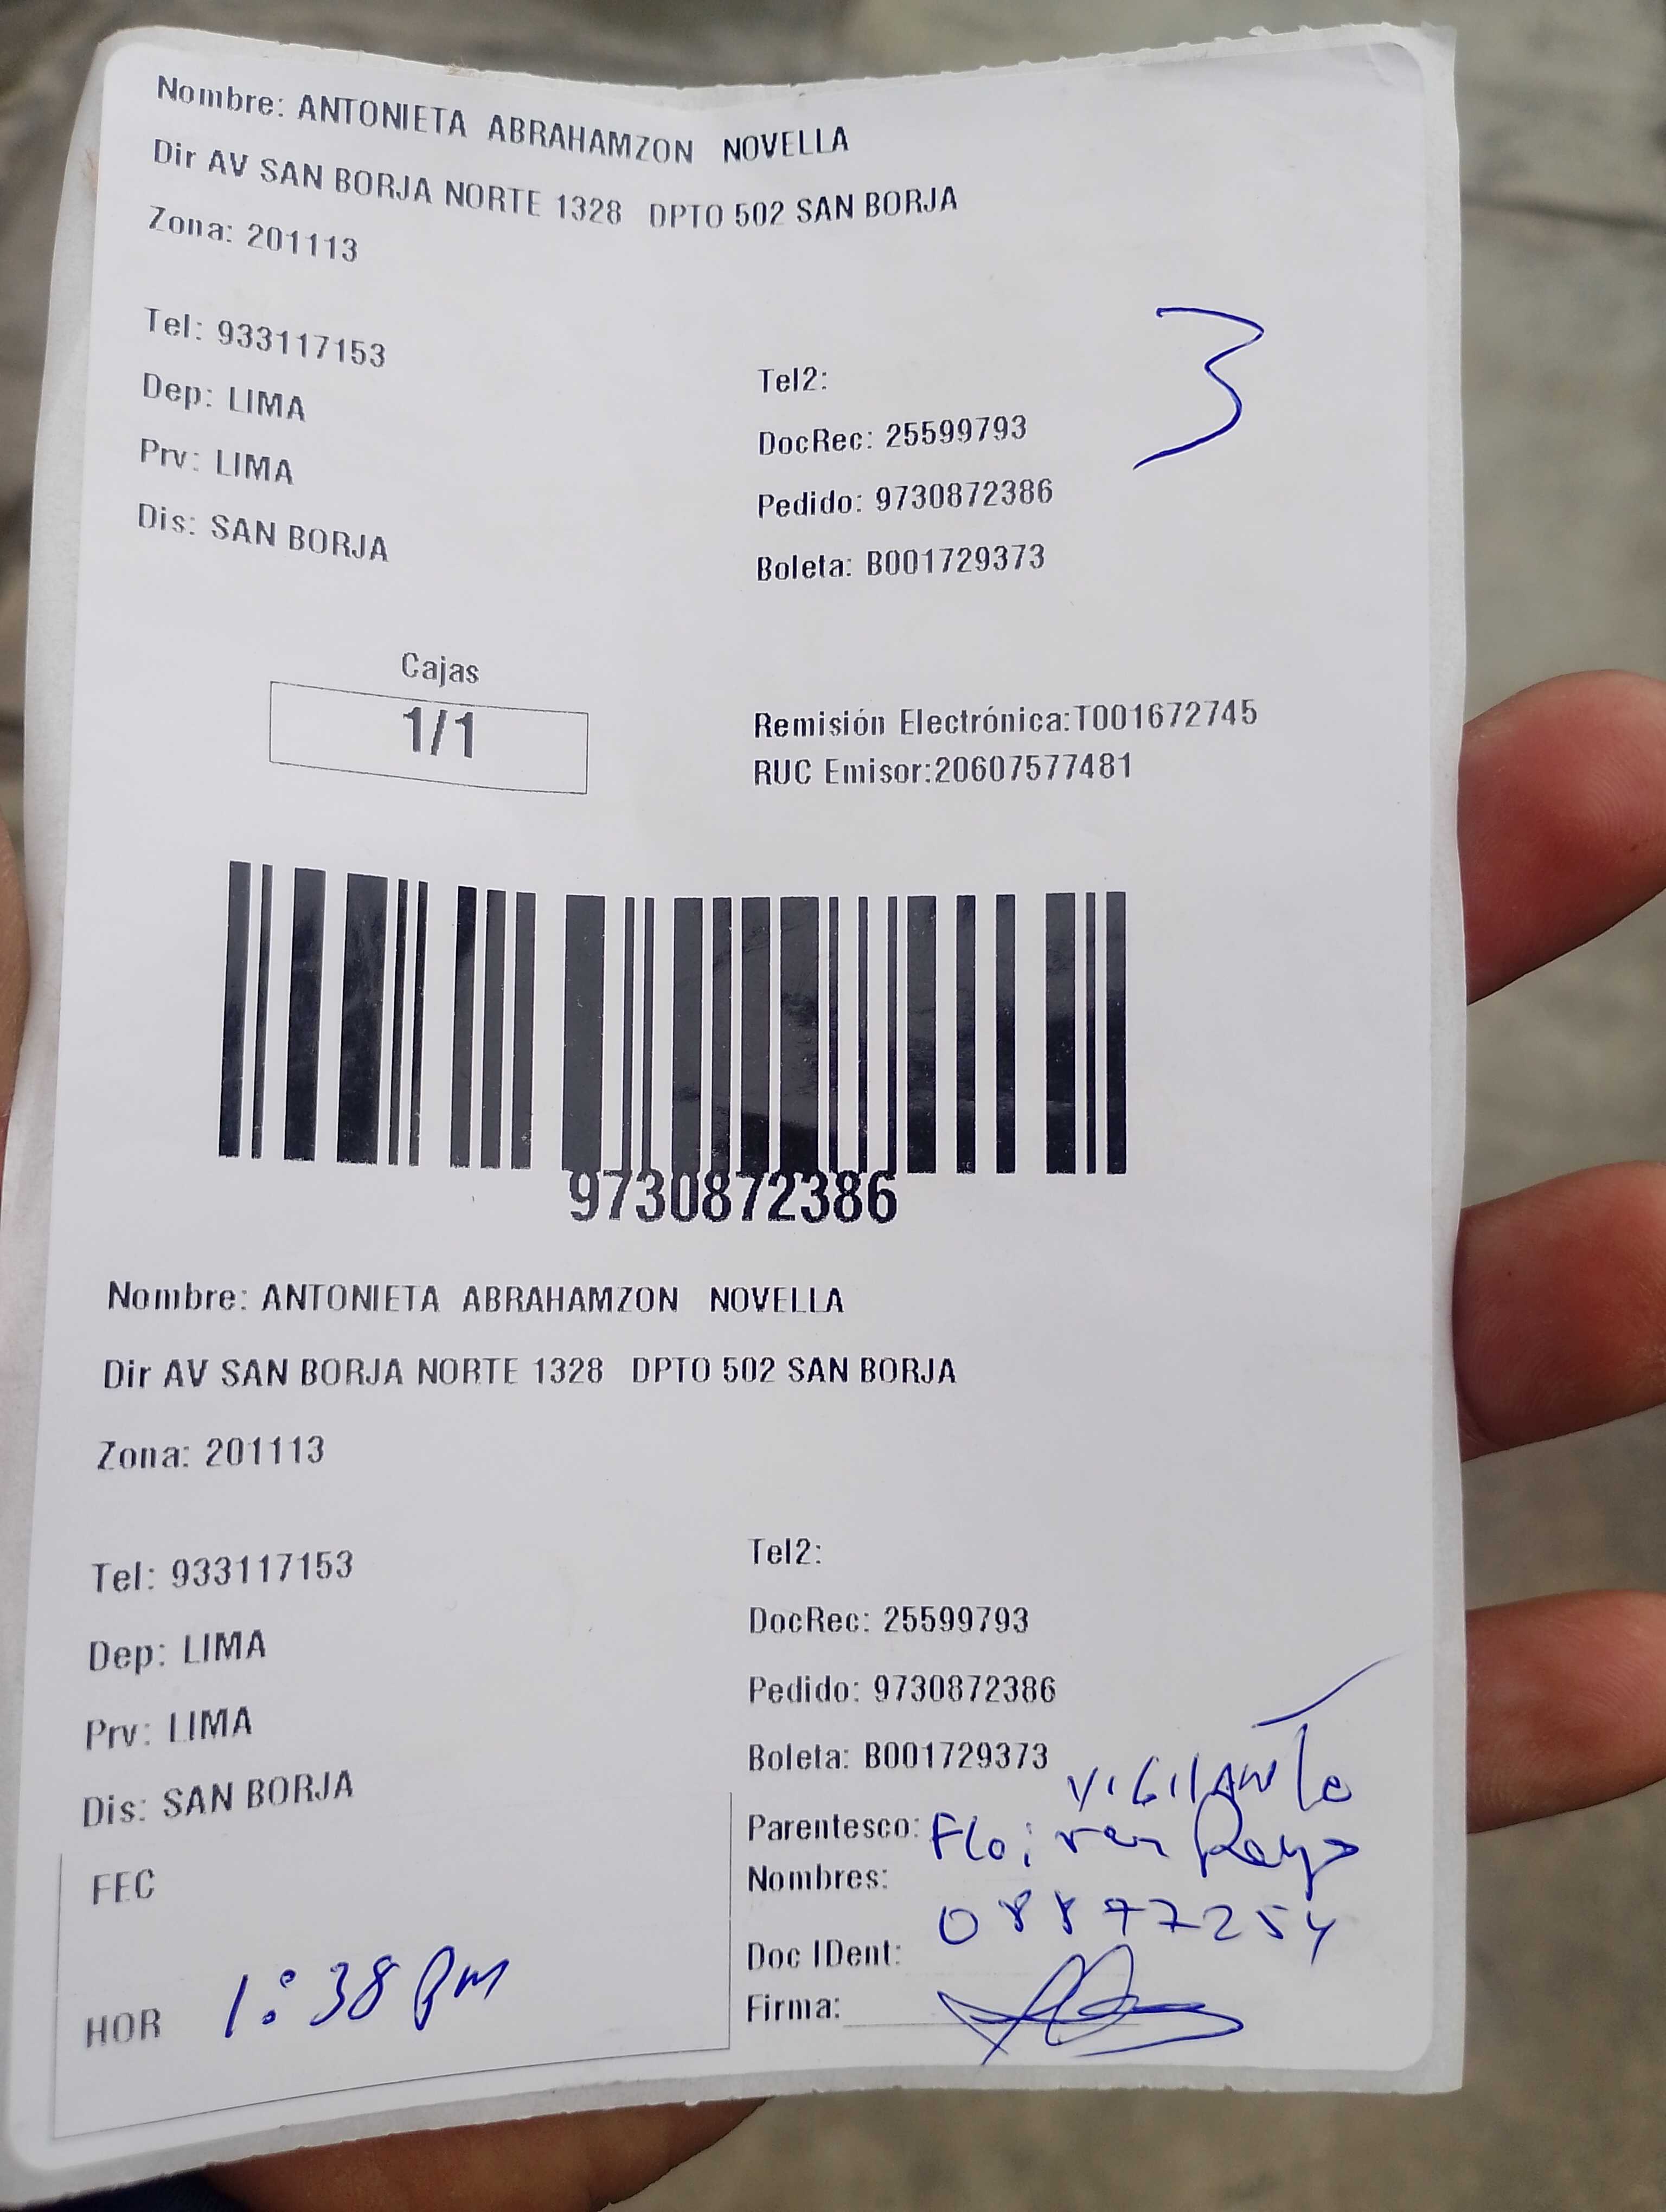 Nombre: ANTONIETA ABRAHAMZON NOVELLA
Dir AV SAN BORJA NORTE 1328 DPTO 502 SAN BORJA
Zona: 201113
3
Tel: 933117153
Tel2:
Dep: LIMA
DocRec: 25599793
Prv: LIMA
Pedido: 9730872386
Dis: SAN BORJA
Boleta: B001729373
Cajas
1/1
Remisión Electrónica:T001672745
RUC Emisor:20607577481
9730872386
Nombre: ANTONIETA ABRAHAMZON NOVELLA
Dir AV SAN BORJA NORTE 1328 DPTO 502 SAN BORJA
Zona: 201113
Tel: 933117153
Tel2:
Dep: LIMA
DocRec: 25599793
Prv: LIMA
Pedido: 9730872386
Dis: SAN BORJA
Boleta: B001729373
VIGILANTE
Parentesco:
FEC
Nombres:
Doc IDent:
HOR 1:38 pm
Firma: